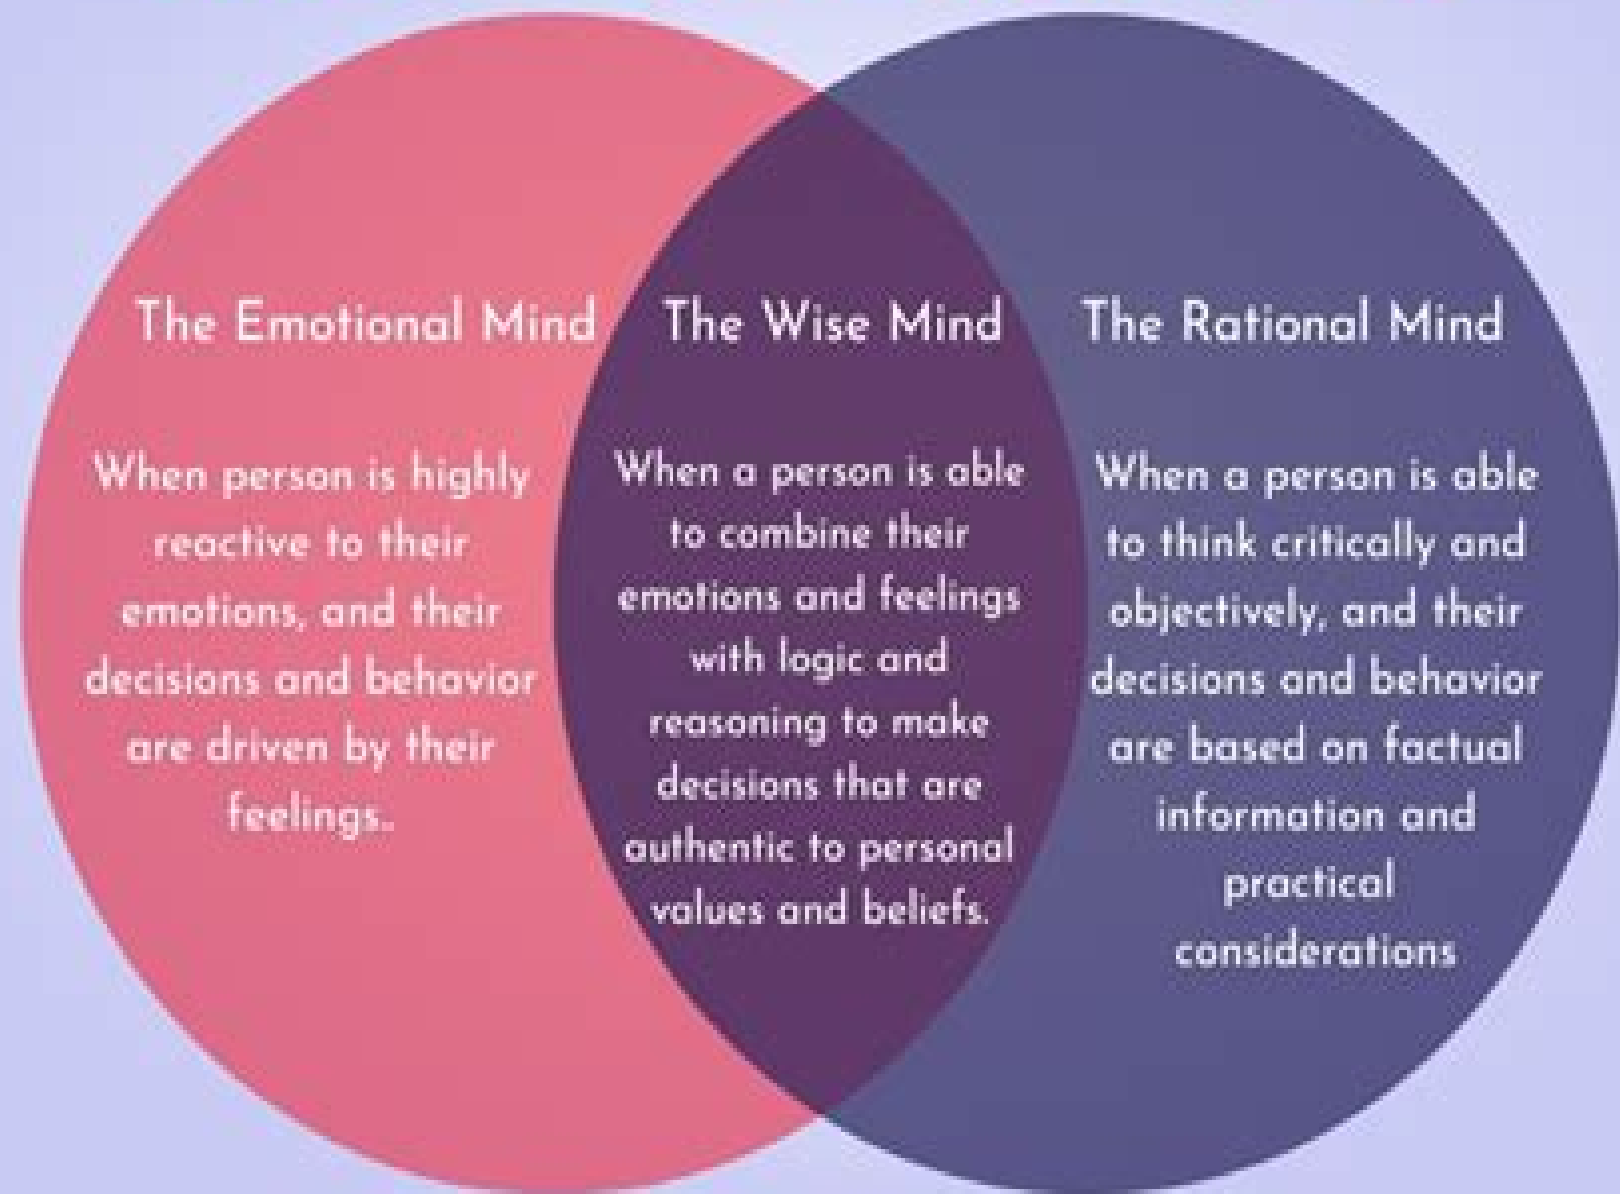 The Emotional Mind
When person is highly
reactive to their
emotions, and their
decisions and behavior
are driven by their
feelings..
The Wise Mind
When a person is able
to combine their
emotions and feelings
with logic and
reasoning to make
decisions that are
authentic to personal
values and beliefs.
The Rational Mind
When a person is able
to think critically and
objectively, and their
decisions and behavior
are based on factual
information and
practical
considerations